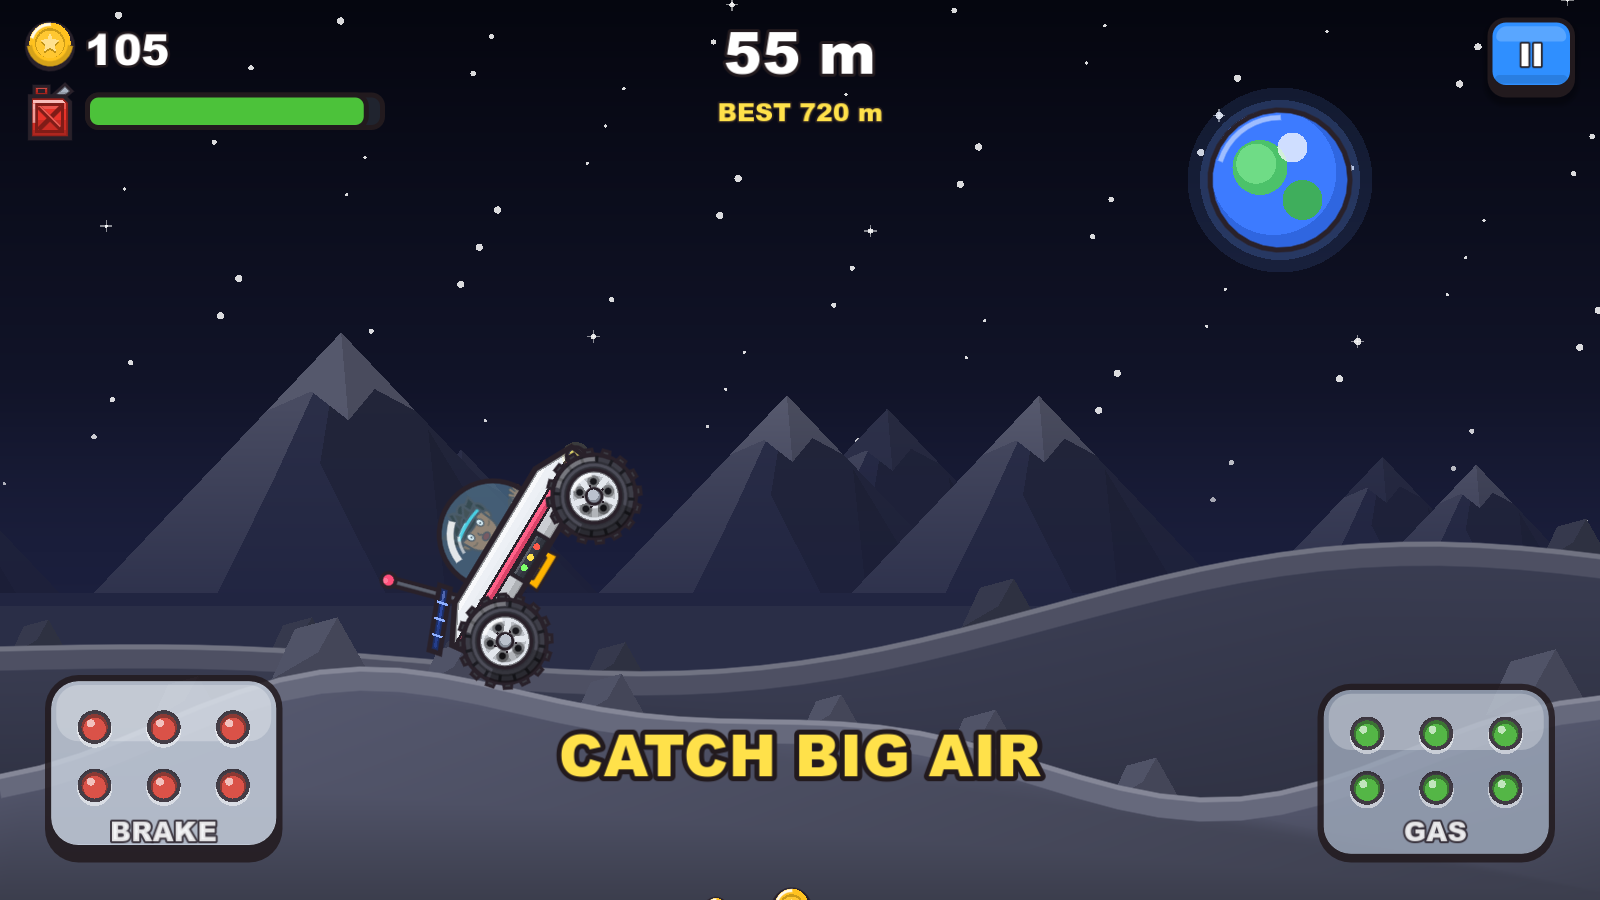 105
55 m
BEST 720 m
CATCH BIG AIR
BRAKE
GAS